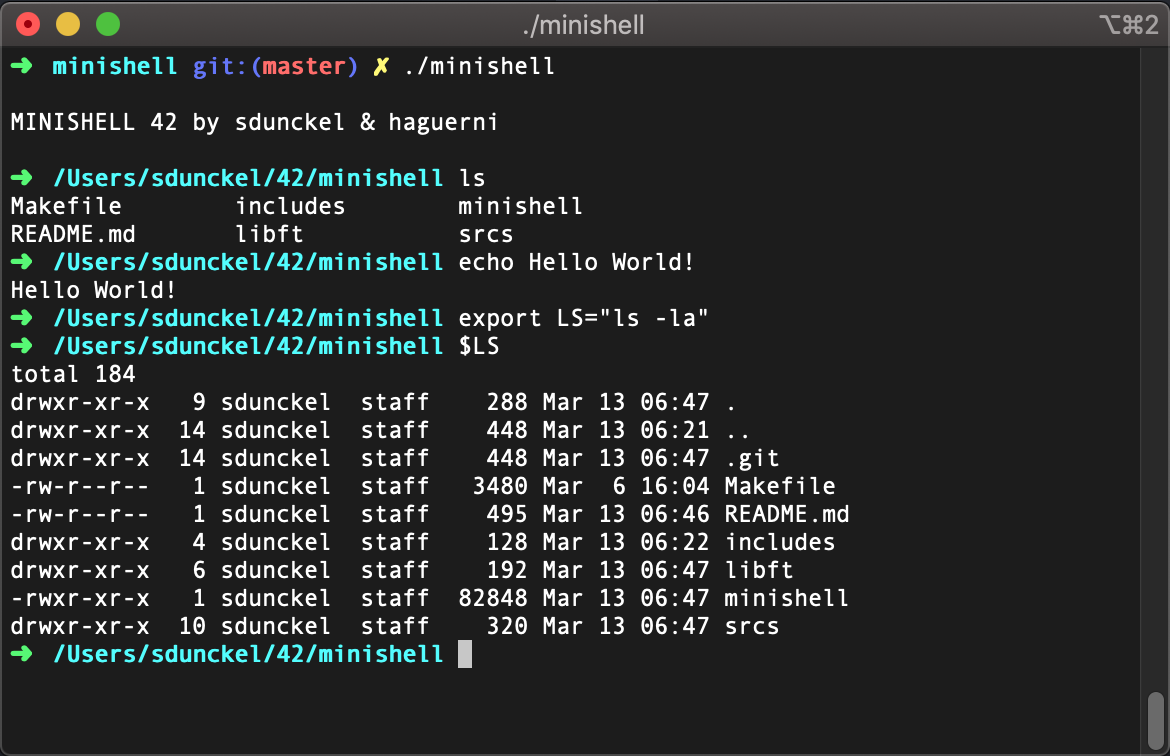 ./minishell ⌥⌘2
➜ minishell git:(master) ✗ ./minishell
MINISHELL 42 by sdunckel & haguerni
➜ /Users/sdunckel/42/minishell ls
Makefile        includes        minishell
README.md       libft           srcs
➜ /Users/sdunckel/42/minishell echo Hello World!
Hello World!
➜ /Users/sdunckel/42/minishell export LS="ls -la"
➜ /Users/sdunckel/42/minishell $LS
total 184
drwxr-xr-x   9 sdunckel  staff    288 Mar 13 06:47 .
drwxr-xr-x  14 sdunckel  staff    448 Mar 13 06:21 ..
drwxr-xr-x  14 sdunckel  staff    448 Mar 13 06:47 .git
-rw-r--r--   1 sdunckel  staff   3480 Mar  6 16:04 Makefile
-rw-r--r--   1 sdunckel  staff    495 Mar 13 06:46 README.md
drwxr-xr-x   4 sdunckel  staff    128 Mar 13 06:22 includes
drwxr-xr-x   6 sdunckel  staff    192 Mar 13 06:47 libft
-rwxr-xr-x   1 sdunckel  staff  82848 Mar 13 06:47 minishell
drwxr-xr-x  10 sdunckel  staff    320 Mar 13 06:47 srcs
➜ /Users/sdunckel/42/minishell